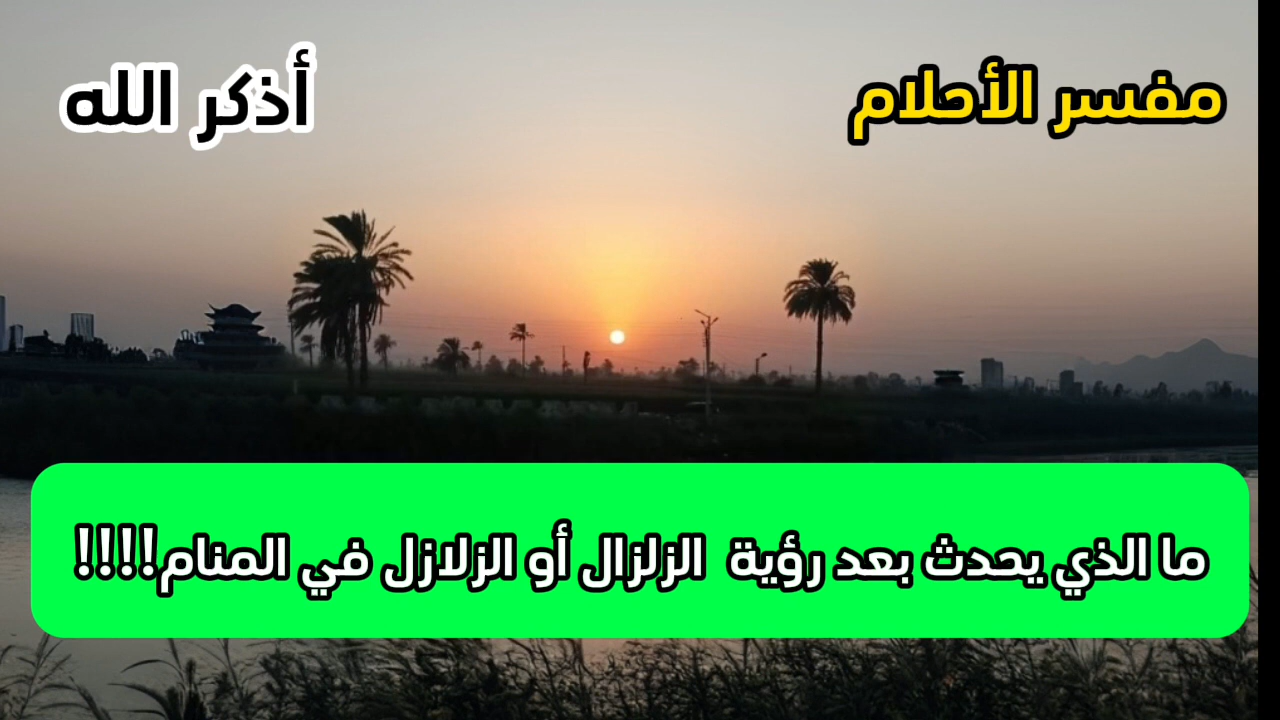 مفسر الأحلام
أذكر الله
ما الذي يحدث بعد رؤية الزلزال أو الزلازل في المنام!!!!